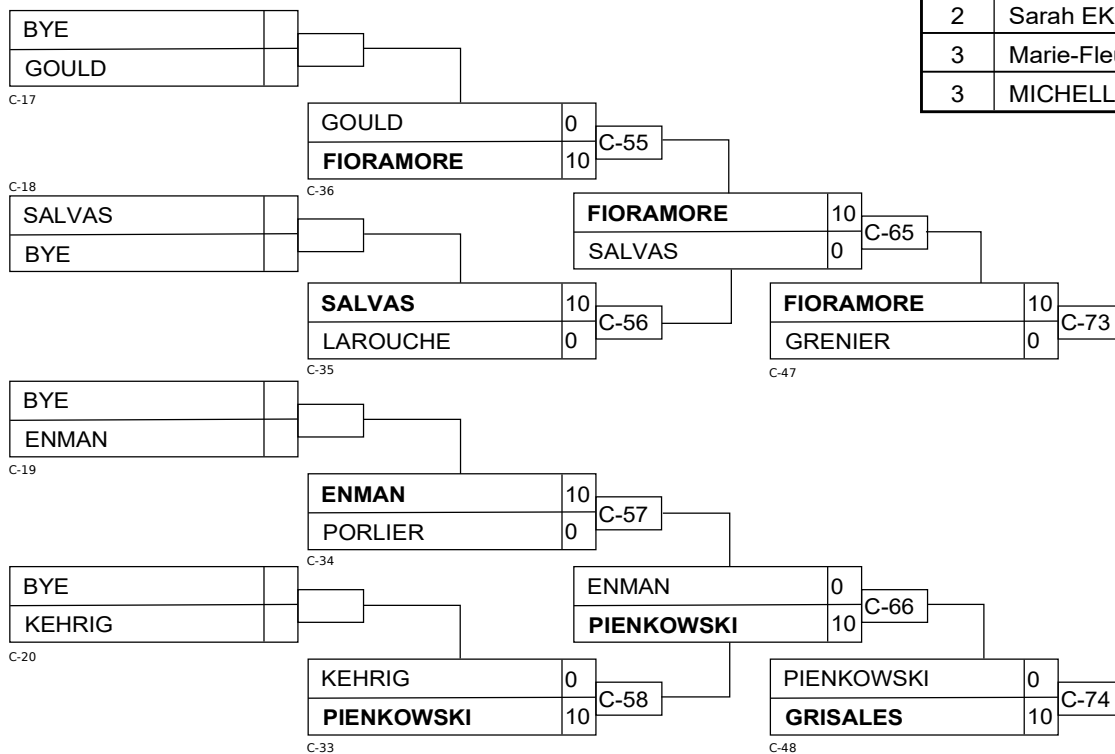 2 Sarah EK
3 Marie-Fle
3 MICHELL
BYE
GOULD
C-17
GOULD 0
FIORAMORE 10
C-55
C-36
C-18
SALVAS
BYE
FIORAMORE 10
SALVAS 0
C-65
SALVAS 10
LAROUCHE 0
C-56
C-35
FIORAMORE 10
GRENIER 0
C-73
C-47
BYE
ENMAN
C-19
ENMAN 10
PORLIER 0
C-57
C-34
BYE
KEHRIG
C-20
ENMAN 0
PIENKOWSKI 10
C-66
KEHRIG 0
PIENKOWSKI 10
C-58
C-33
PIENKOWSKI 0
GRISALES 10
C-74
C-48